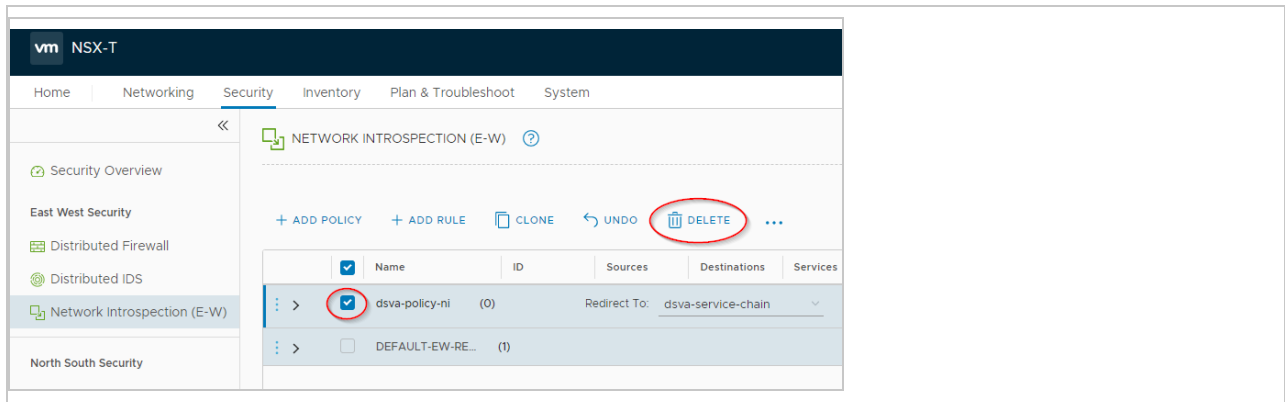 vm NSX-T
Home Networking Security Inventory Plan & Troubleshoot System
NETWORK INTROSPECTION (E-W)
Security Overview
East West Security
+ ADD POLICY + ADD RULE CLONE UNDO DELETE ...
Distributed Firewall
Name ID Sources Destinations Services
Distributed IDS
dsva-policy-ni (0) Redirect To: dsva-service-chain
Network Introspection (E-W)
DEFAULT-EW-RE... (1)
North South Security